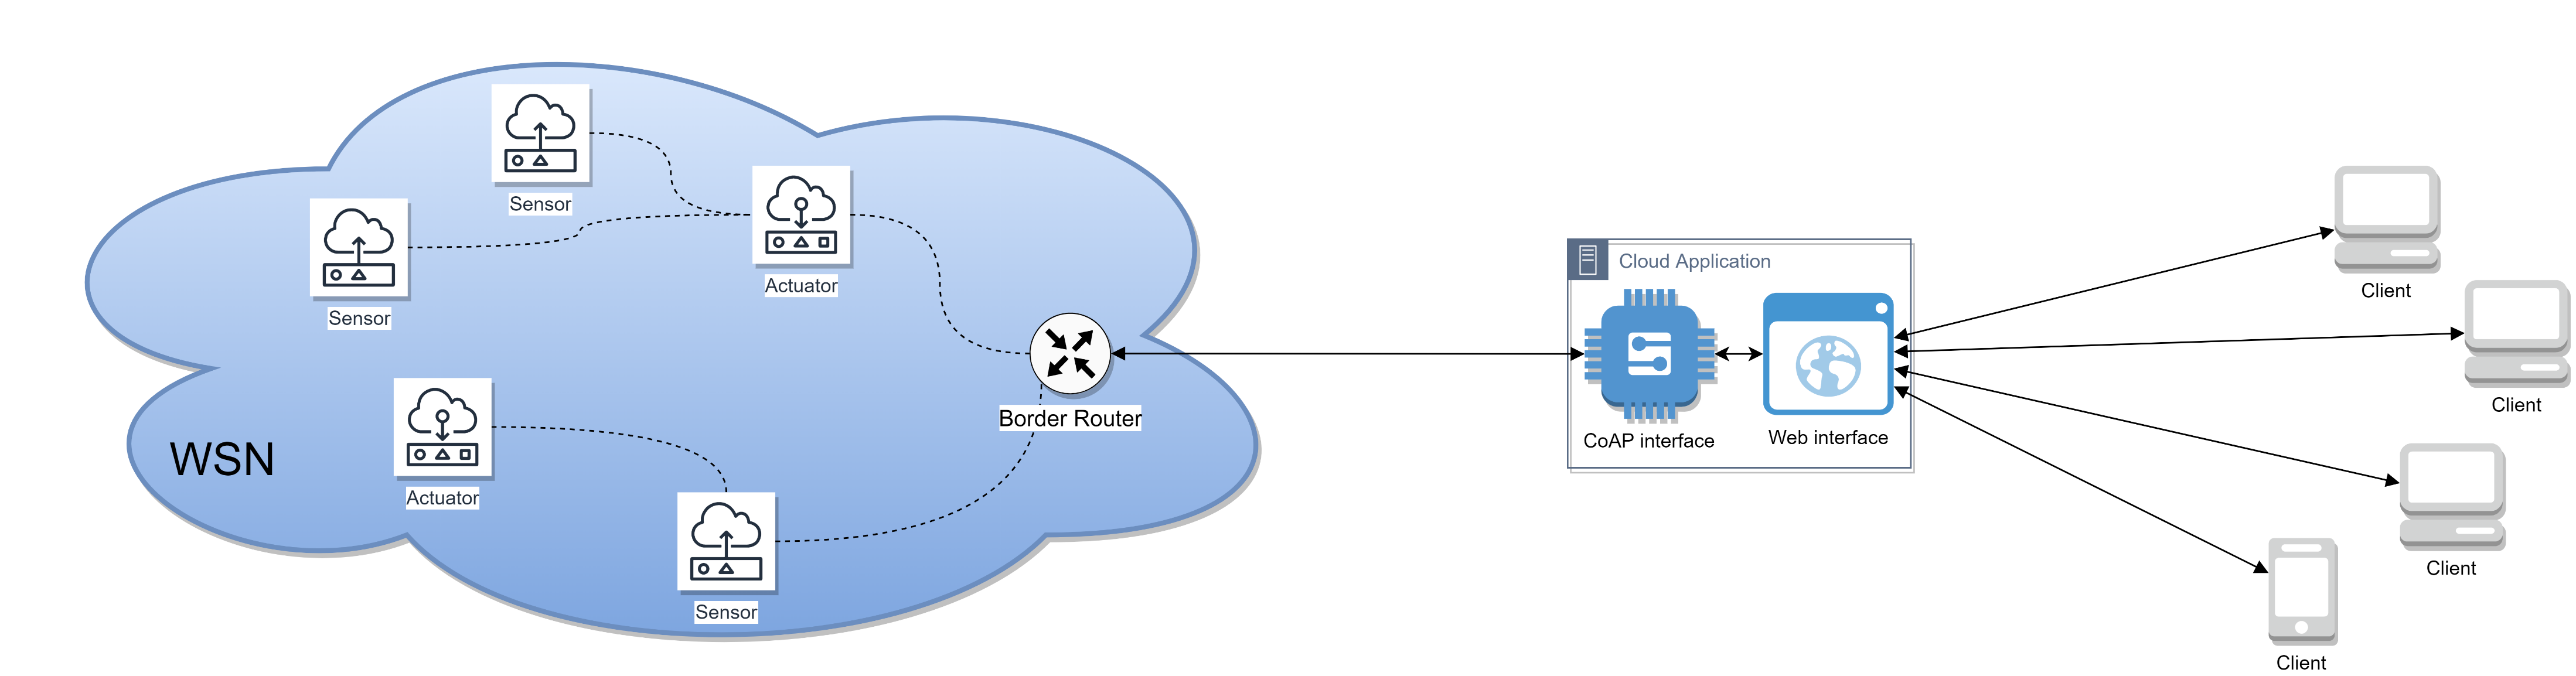 Sensor
Sensor
Actuator
Border Router
WSN
Actuator
Sensor
Cloud Application
CoAP interface
Web interface
Client
Client
Client
Client